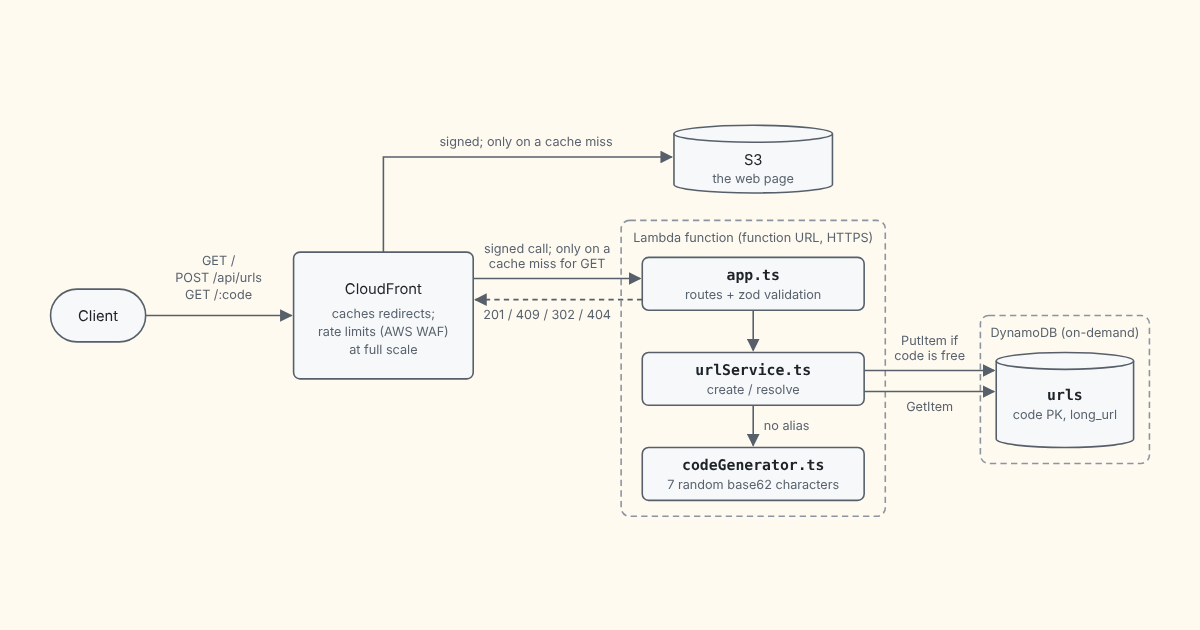 signed; only on a cache miss
S3
the web page
Lambda function (function URL, HTTPS)
GET /
POST /api/urls
GET /:code
signed call; only on a
cache miss for GET
app.ts
routes + zod validation
Client
CloudFront
caches redirects;
rate limits (AWS WAF)
at full scale
201 / 409 / 302 / 404
urlService.ts
create / resolve
PutItem if
code is free
GetItem
DynamoDB (on-demand)
urls
code PK, long_url
no alias
codeGenerator.ts
7 random base62 characters